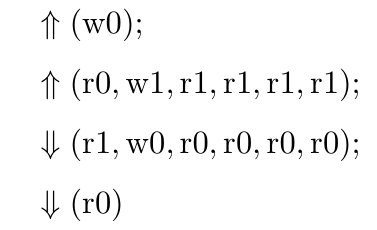 ⇑ (w0);
⇑ (r0, w1, r1, r1, r1, r1);
⇓ (r1, w0, r0, r0, r0, r0);
⇓ (r0)